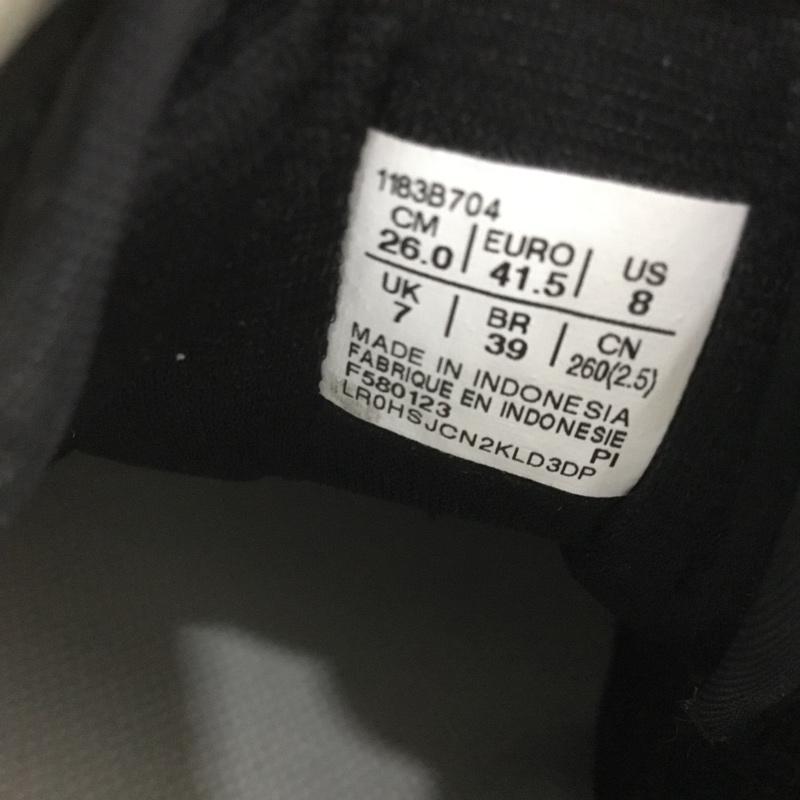 1183B704
CM | EURO | US
26.0 | 41.5 | 8
UK | BR | CN
7 | 39 | 260(2.5)
MADE IN INDONESIA
FABRIQUE EN INDONESIE
F580123 PI
LR0HSJCN2KLD3DP